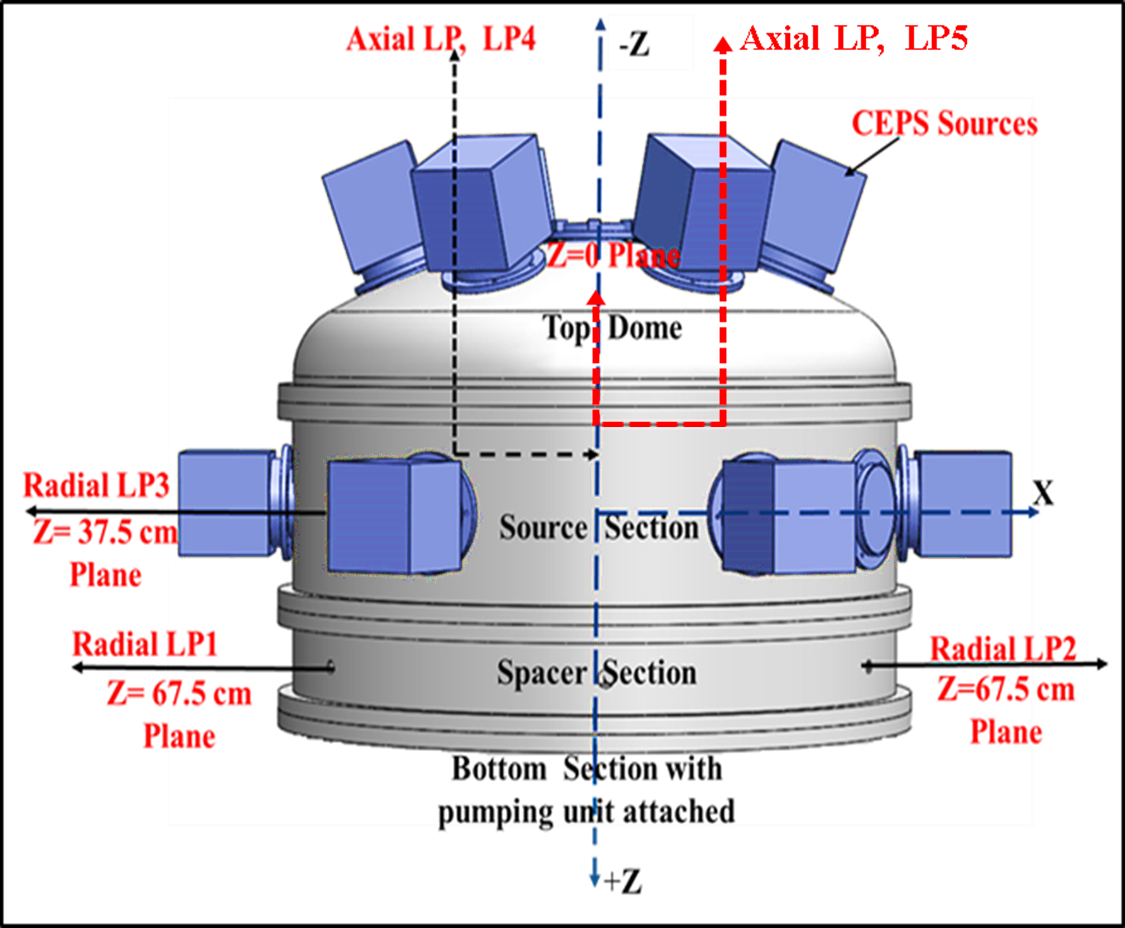 Axial LP, LP4
-Z
Axial LP, LP5
CEPS Sources
Z=0 Plane
Top Dome
Radial LP3
Z= 37.5 cm
Plane
X
Source Section
Radial LP1
Z= 67.5 cm
Plane
Spacer Section
Radial LP2
Z=67.5 cm
Plane
Bottom Section with
pumping unit attached
+Z